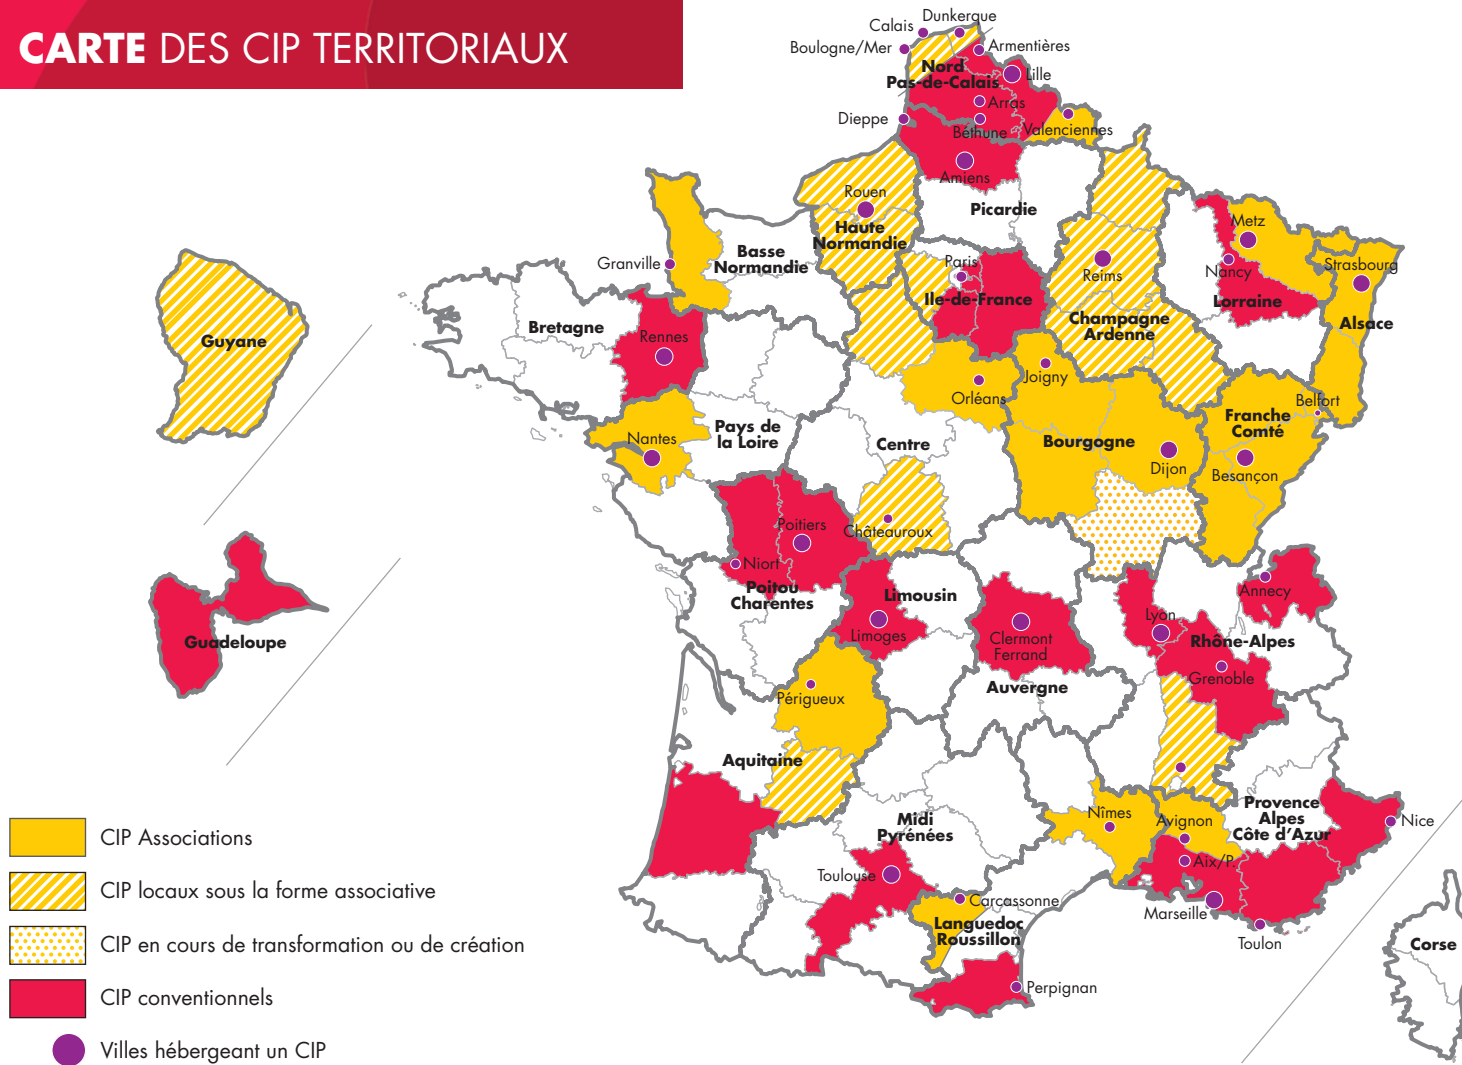 CARTE DES CIP TERRITORIAUX
Dunkerque
Calais
Boulogne/Mer
Armentières
Nord
Pas-de-Calais
Lille
Arras
Dieppe
Béthune
Valenciennes
Amiens
Rouen
Picardie
Haute
Normandie
Metz
Basse
Normandie
Granville
Paris
Reims
Nancy
Strasbourg
Ile-de-France
Lorraine
Champagne
Ardenne
Alsace
Bretagne
Rennes
Guyane
Joigny
Orléans
Belfort
Franche
Comté
Nantes
Pays de
la Loire
Centre
Bourgogne
Dijon
Besançon
Poitiers
Châteauroux
Niort
Poitou
Charentes
Limousin
Annecy
Lyon
Limoges
Clermont
Ferrand
Rhône-Alpes
Guadeloupe
Grenoble
Auvergne
Périgueux
Aquitaine
Provence
Alpes
Côte d'Azur
Nîmes
Avignon
Nice
Midi
Pyrénées
Aix/P.
Toulouse
Carcassonne
Marseille
Languedoc
Roussillon
Toulon
Corse
Perpignan
CIP Associations
CIP locaux sous la forme associative
CIP en cours de transformation ou de création
CIP conventionnels
Villes hébergeant un CIP